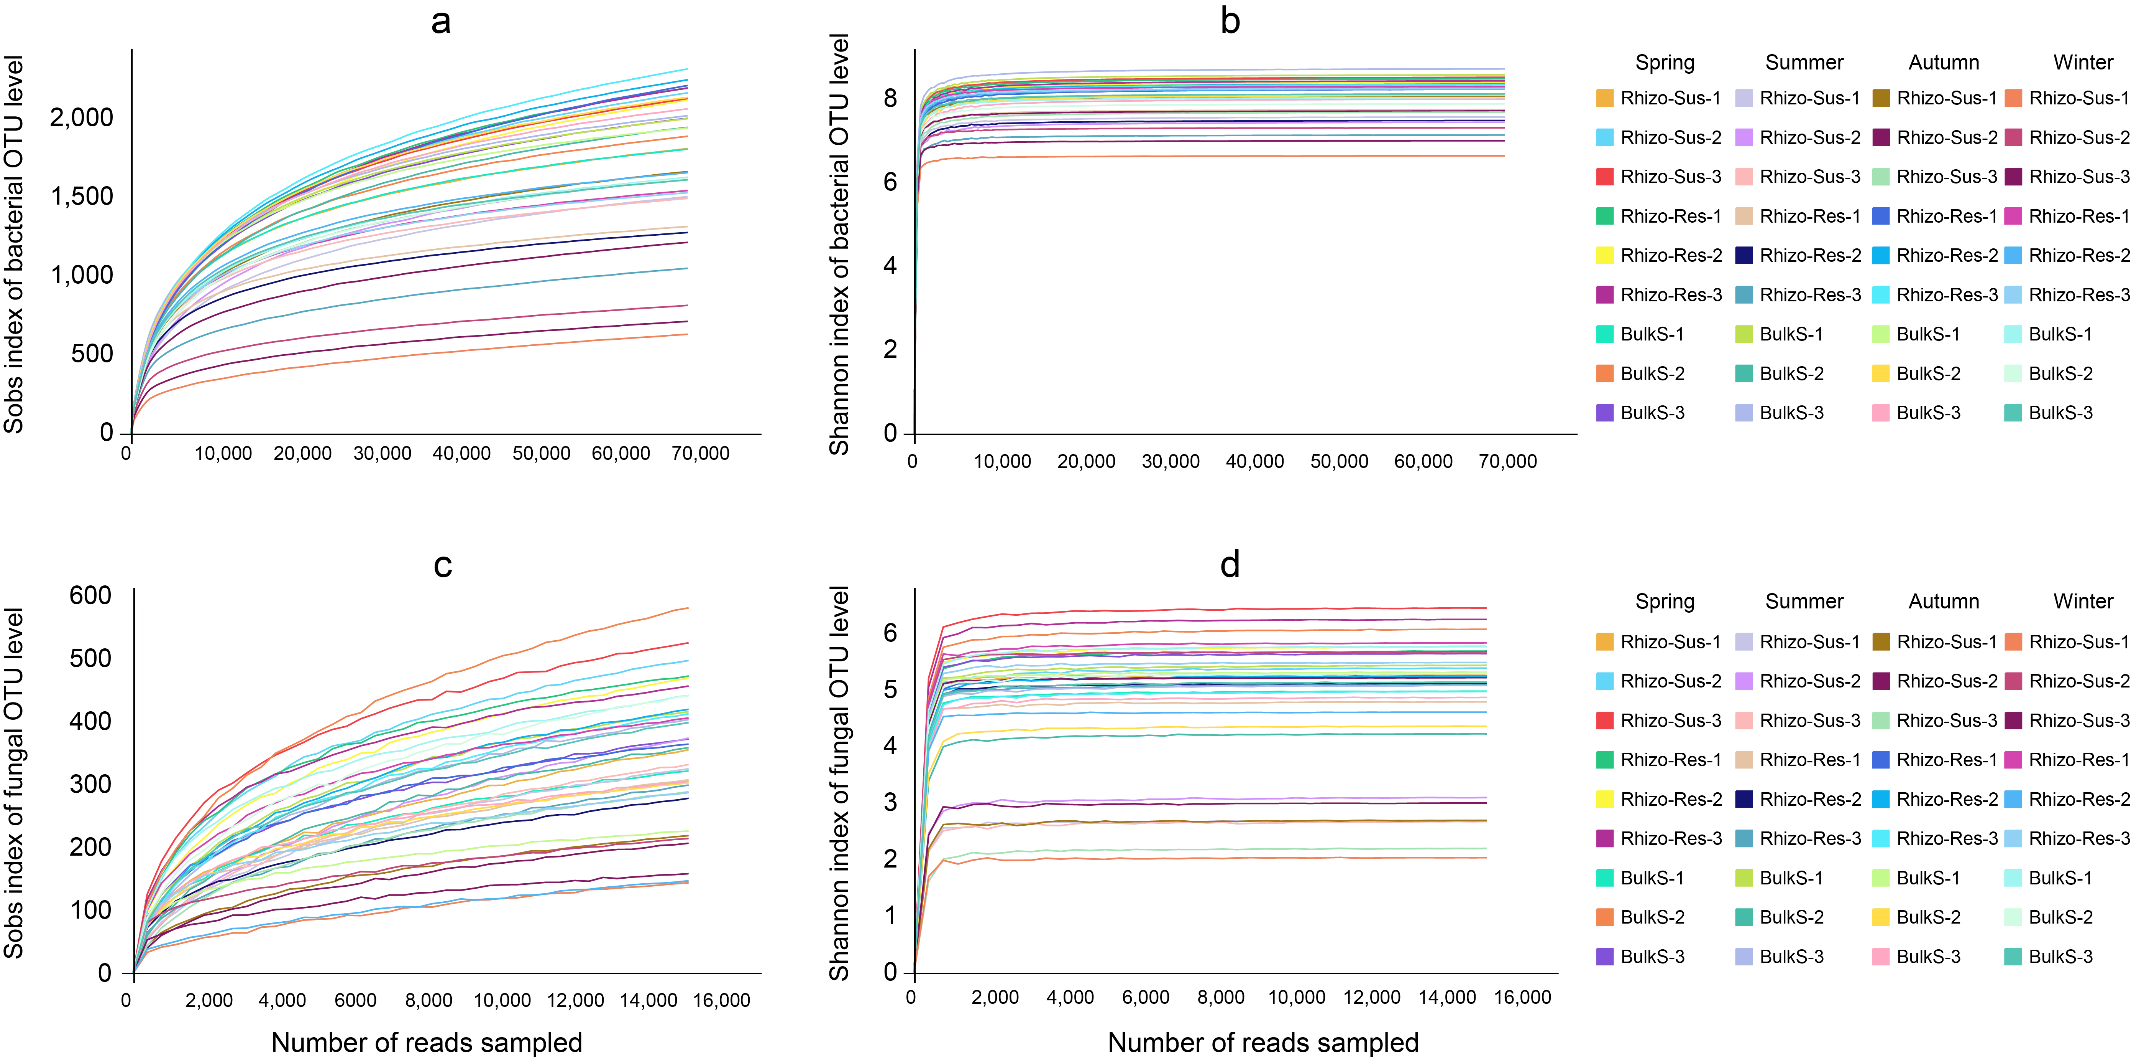 a
Sobs index of bacterial OTU level
2,000
1,500
1,000
500
0
0 10,000 20,000 30,000 40,000 50,000 60,000 70,000
b
Shannon index of bacterial OTU level
8
6
4
2
0
0 10,000 20,000 30,000 40,000 50,000 60,000 70,000
Spring Summer Autumn Winter
Rhizo-Sus-1 Rhizo-Sus-1 Rhizo-Sus-1 Rhizo-Sus-1
Rhizo-Sus-2 Rhizo-Sus-2 Rhizo-Sus-2 Rhizo-Sus-2
Rhizo-Sus-3 Rhizo-Sus-3 Rhizo-Sus-3 Rhizo-Sus-3
Rhizo-Res-1 Rhizo-Res-1 Rhizo-Res-1 Rhizo-Res-1
Rhizo-Res-2 Rhizo-Res-2 Rhizo-Res-2 Rhizo-Res-2
Rhizo-Res-3 Rhizo-Res-3 Rhizo-Res-3 Rhizo-Res-3
BulkS-1 BulkS-1 BulkS-1 BulkS-1
BulkS-2 BulkS-2 BulkS-2 BulkS-2
BulkS-3 BulkS-3 BulkS-3 BulkS-3
c
Sobs index of fungal OTU level
600
500
400
300
200
100
0
0 2,000 4,000 6000 8,000 10,000 12,000 14,000 16,000
Number of reads sampled
d
Shannon index of fungal OTU level
6
5
4
3
2
1
0
0 2,000 4,000 6,000 8,000 10,000 12,000 14,000 16,000
Number of reads sampled
Spring Summer Autumn Winter
Rhizo-Sus-1 Rhizo-Sus-1 Rhizo-Sus-1 Rhizo-Sus-1
Rhizo-Sus-2 Rhizo-Sus-2 Rhizo-Sus-2 Rhizo-Sus-2
Rhizo-Sus-3 Rhizo-Sus-3 Rhizo-Sus-3 Rhizo-Sus-3
Rhizo-Res-1 Rhizo-Res-1 Rhizo-Res-1 Rhizo-Res-1
Rhizo-Res-2 Rhizo-Res-2 Rhizo-Res-2 Rhizo-Res-2
Rhizo-Res-3 Rhizo-Res-3 Rhizo-Res-3 Rhizo-Res-3
BulkS-1 BulkS-1 BulkS-1 BulkS-1
BulkS-2 BulkS-2 BulkS-2 BulkS-2
BulkS-3 BulkS-3 BulkS-3 BulkS-3